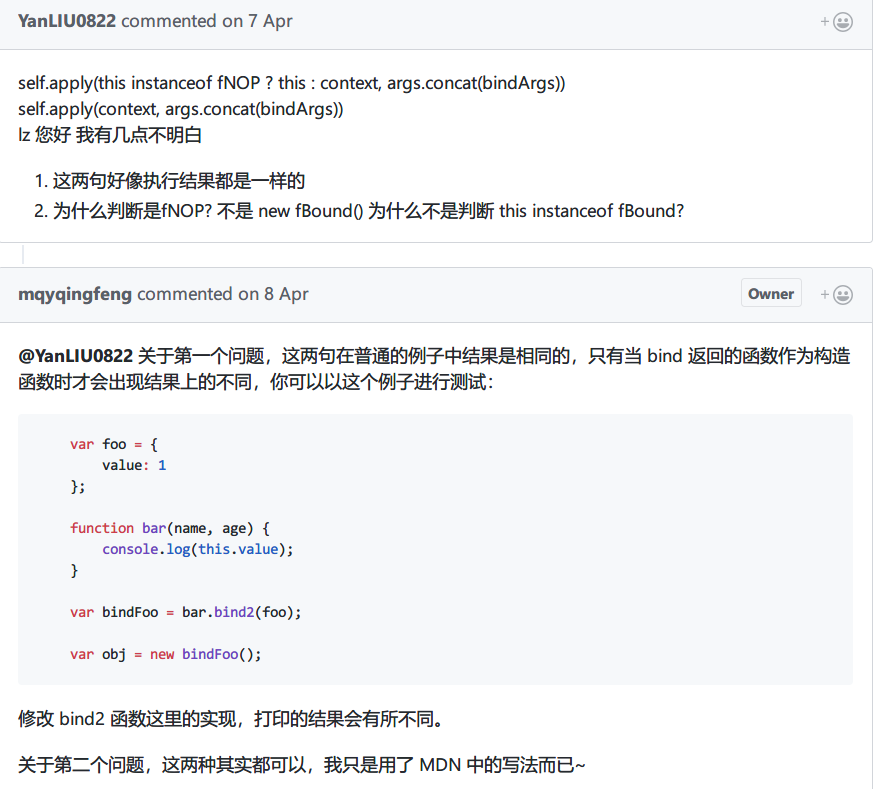 YanLIU0822 commented on 7 Apr
self.apply(this instanceof fNOP ? this : context, args.concat(bindArgs))
self.apply(context, args.concat(bindArgs))
lz 您好 我有几点不明白
1. 这两句好像执行结果都是一样的
2. 为什么判断是fNOP? 不是 new fBound() 为什么不是判断 this instanceof fBound?
mqyqingfeng commented on 8 Apr
Owner
@YanLIU0822 关于第一个问题，这两句在普通的例子中结果是相同的，只有当 bind 返回的函数作为构造
函数时才会出现结果上的不同，你可以以这个例子进行测试：
var foo = {
    value: 1
};
function bar(name, age) {
    console.log(this.value);
}
var bindFoo = bar.bind2(foo);
var obj = new bindFoo();
修改 bind2 函数这里的实现，打印的结果会有所不同。
关于第二个问题，这两种其实都可以，我只是用了 MDN 中的写法而已~